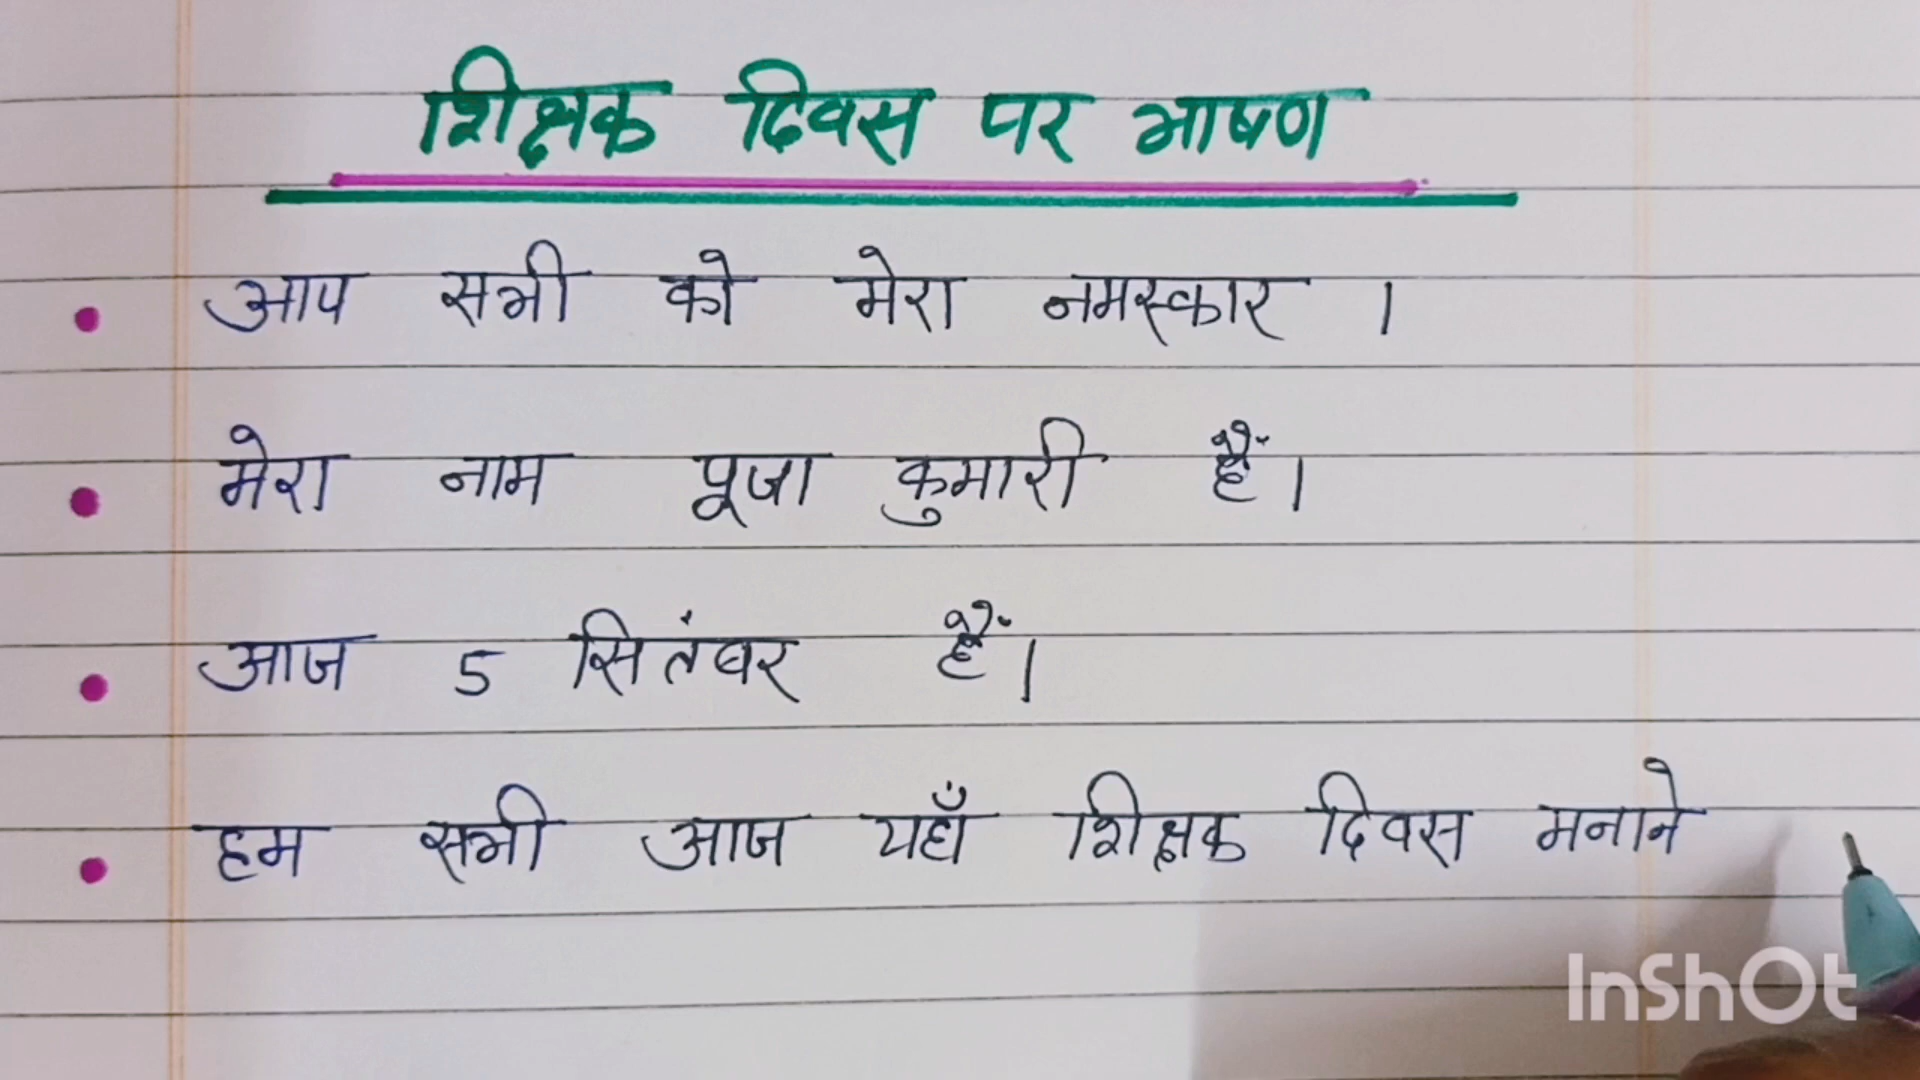 शिक्षक दिवस पर भाषण
आप सभी को मेरा नमस्कार ।
मेरा नाम पूजा कुमारी हैं।
आज 5 सितंबर हैं।
हम सभी आज यहाँ शिक्षक दिवस मनाने
InShOt